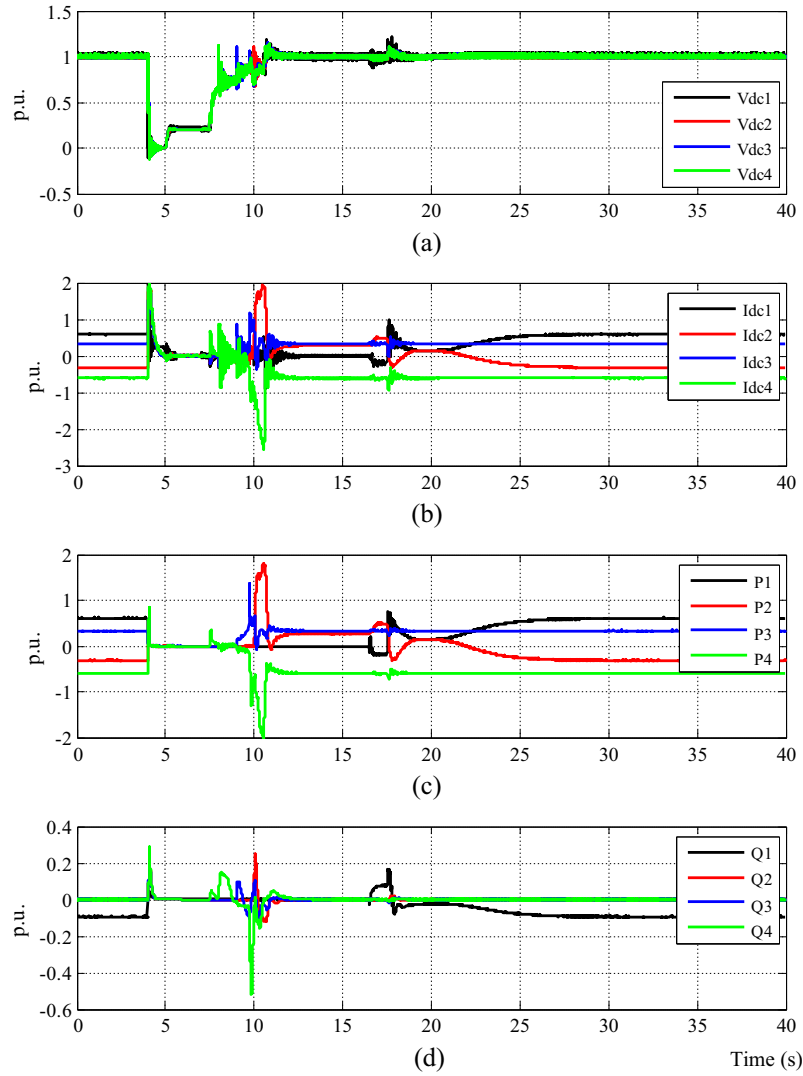 1.5
1
0.5
0
-0.5
p.u.
Vdc1
Vdc2
Vdc3
Vdc4
0 5 10 15 20 25 30 35 40
(a)
2
1
0
-1
-2
-3
p.u.
Idc1
Idc2
Idc3
Idc4
0 5 10 15 20 25 30 35 40
(b)
2
1
0
-1
-2
p.u.
P1
P2
P3
P4
0 5 10 15 20 25 30 35 40
(c)
0.4
0.2
0
-0.2
-0.4
-0.6
p.u.
Q1
Q2
Q3
Q4
0 5 10 15 20 25 30 35 40
(d) Time (s)